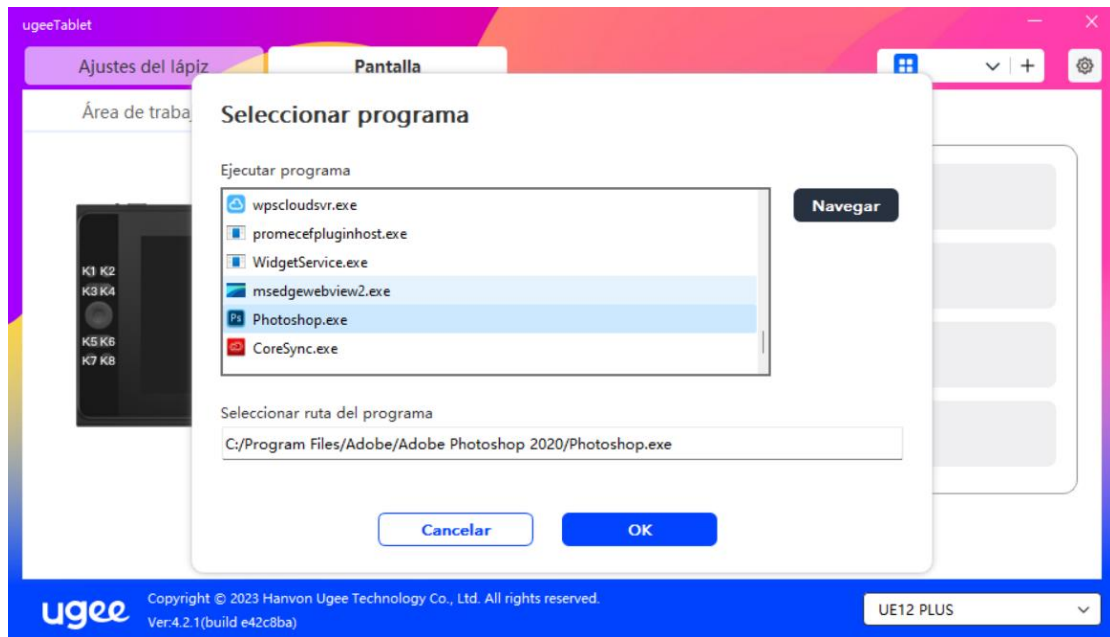 ugeeTablet
Ajustes del lápiz
Pantalla
Área de traba
Seleccionar programa
Ejecutar programa
wpscloudsvr.exe
promecefpluginhost.exe
WidgetService.exe
msedgewebview2.exe
Photoshop.exe
CoreSync.exe
Navegar
K1 K2
K3 K4
K5 K6
K7 K8
Seleccionar ruta del programa
C:/Program Files/Adobe/Adobe Photoshop 2020/Photoshop.exe
Cancelar
OK
ugee
Copyright © 2023 Hanvon Ugee Technology Co., Ltd. All rights reserved.
Ver:4.2.1(build e42c8ba)
UE12 PLUS